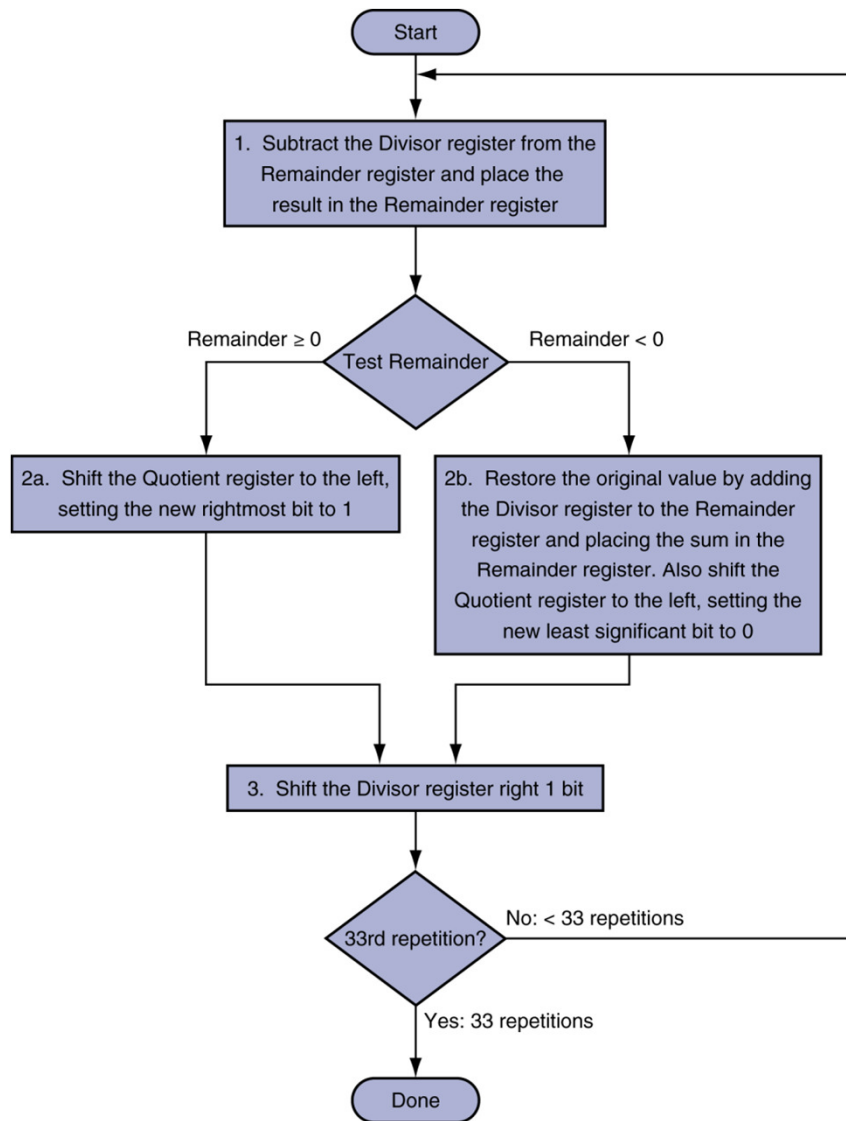 Start
1. Subtract the Divisor register from the
Remainder register and place the
result in the Remainder register
Remainder ≥ 0
Test Remainder
Remainder < 0
2a. Shift the Quotient register to the left,
setting the new rightmost bit to 1
2b. Restore the original value by adding
the Divisor register to the Remainder
register and placing the sum in the
Remainder register. Also shift the
Quotient register to the left, setting the
new least significant bit to 0
3. Shift the Divisor register right 1 bit
33rd repetition?
No: < 33 repetitions
Yes: 33 repetitions
Done